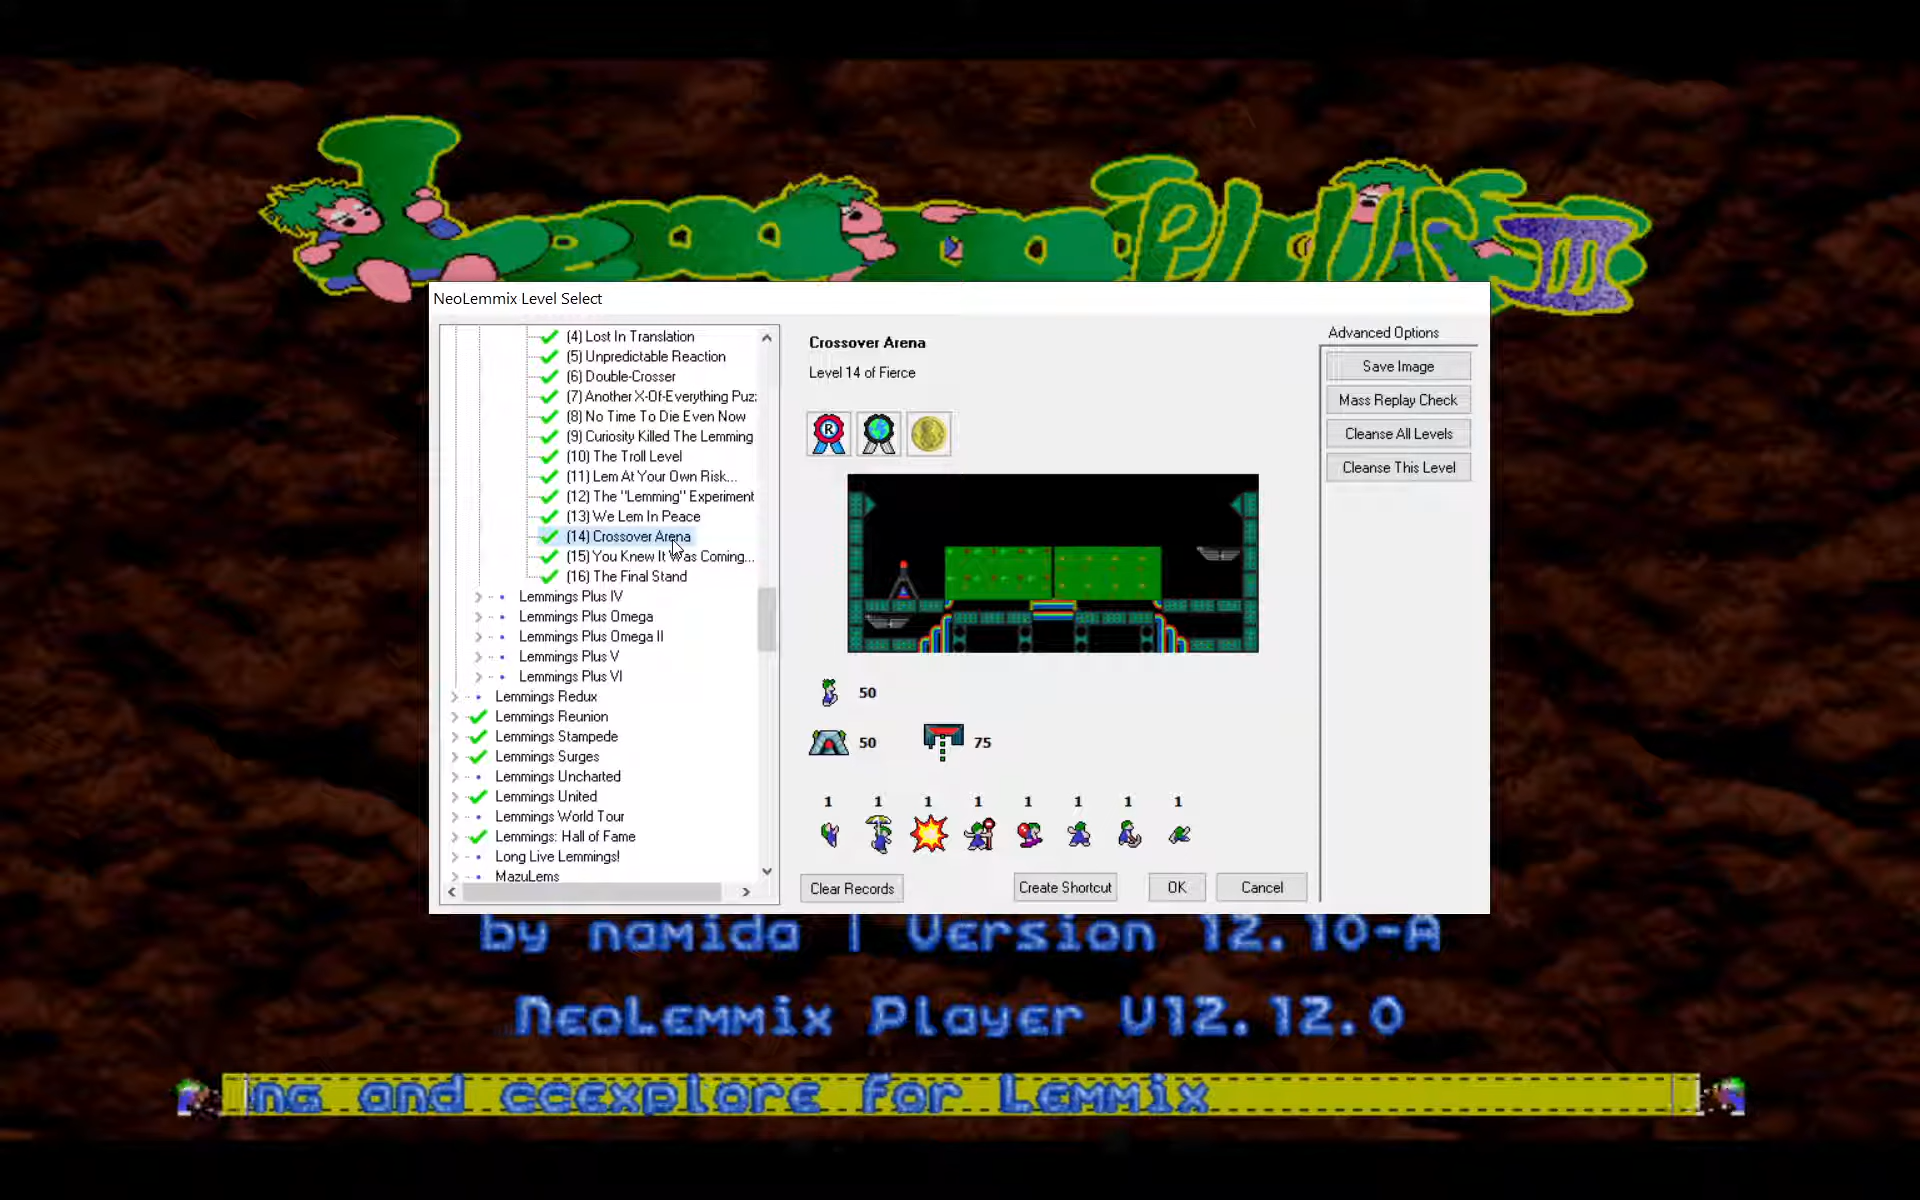 Lemmings PLUS III
NeoLemmix Level Select
(4) Lost In Translation
(5) Unpredictable Reaction
(6) Double-Crosser
(7) Another X-Of-Everything Puz
(8) No Time To Die Even Now
(9) Curiosity Killed The Lemming
(10) The Troll Level
(11) Lem At Your Own Risk...
(12) The "Lemming" Experiment
(13) We Lem In Peace
(14) Crossover Arena
(15) You Knew It Was Coming...
(16) The Final Stand
Lemmings Plus IV
Lemmings Plus Omega
Lemmings Plus Omega II
Lemmings Plus V
Lemmings Plus VI
Lemmings Redux
Lemmings Reunion
Lemmings Stampede
Lemmings Surges
Lemmings Uncharted
Lemmings United
Lemmings World Tour
Lemmings: Hall of Fame
Long Live Lemmings!
MazuLems
Crossover Arena
Level 14 of Fierce
R
50
50 75
1 1 1 1 1 1 1 1
Clear Records Create Shortcut OK Cancel
Advanced Options
Save Image
Mass Replay Check
Cleanse All Levels
Cleanse This Level
by namida | Version 12.10-A
NeoLemmix Player V12.12.0
ng and ccexplore for Lemmix